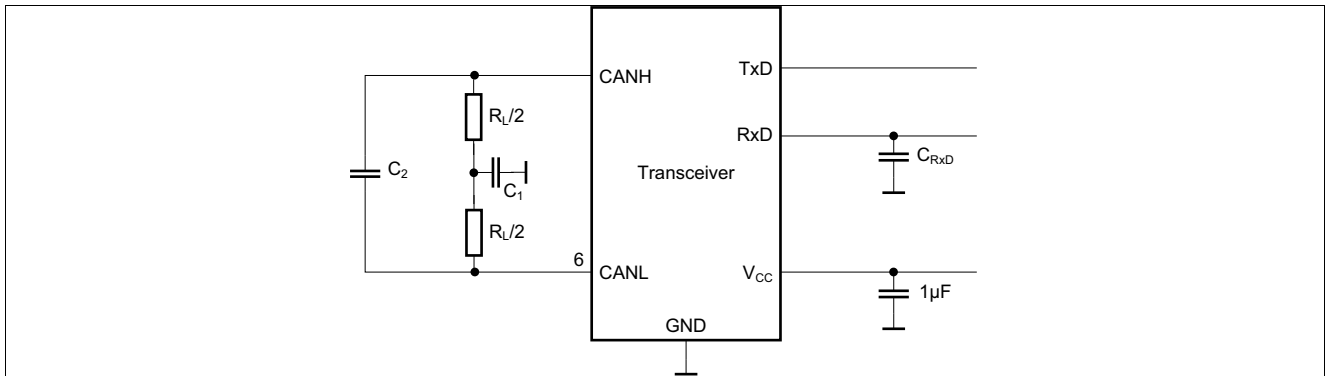 CANH
TxD
R_L/2
RxD
C_RxD
C_2
C_1
Transceiver
R_L/2
6
CANL
V_CC
1µF
GND